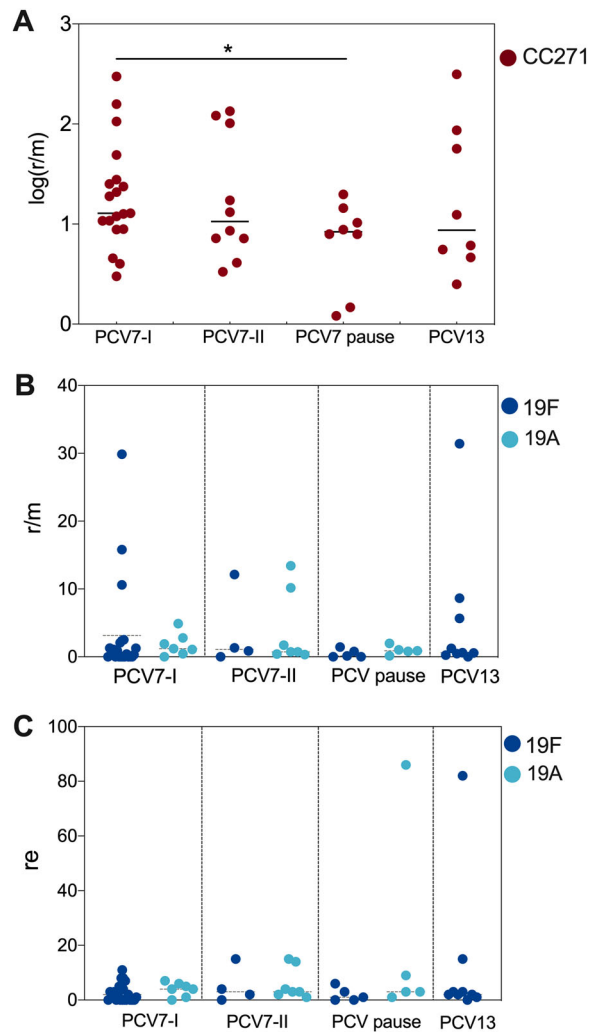 A
3
*
CC271
2
log(r/m)
1
0
PCV7-I PCV7-II PCV7 pause PCV13
B
40
19F
19A
30
r/m
20
10
0
PCV7-I PCV7-II PCV pause PCV13
C
100
19F
19A
80
60
re
40
20
0
PCV7-I PCV7-II PCV pause PCV13